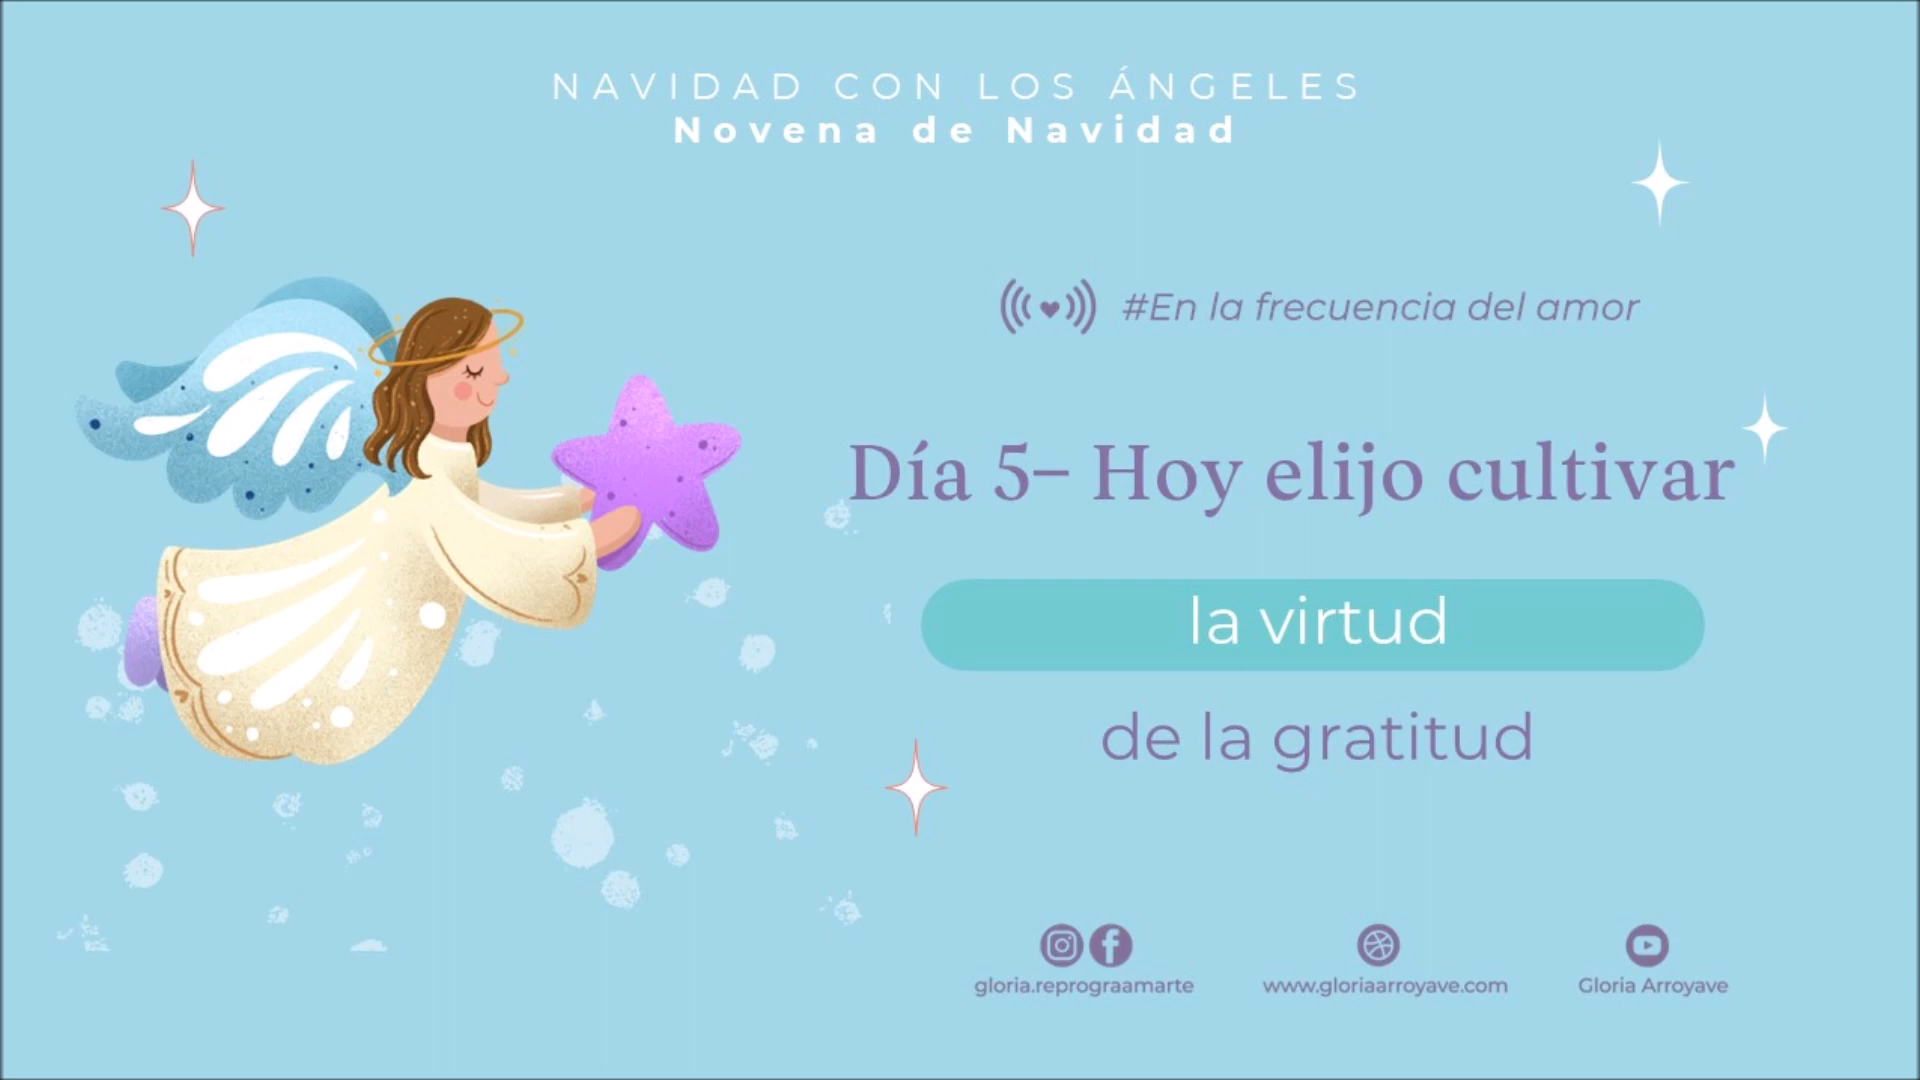 NAVIDAD CON LOS ÁNGELES
Novena de Navidad
#En la frecuencia del amor
Día 5– Hoy elijo cultivar
la virtud
de la gratitud
gloria.reprograamarte
www.gloriaarroyave.com
Gloria Arroyave